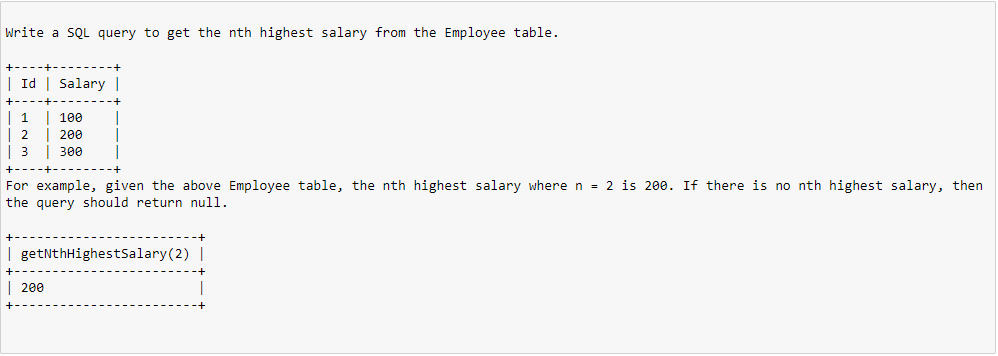 Write a SQL query to get the nth highest salary from the Employee table.
+----+--------+
| Id | Salary |
+----+--------+
| 1  | 100    |
| 2  | 200    |
| 3  | 300    |
+----+--------+
For example, given the above Employee table, the nth highest salary where n = 2 is 200. If there is no nth highest salary, then
the query should return null.
+------------------------+
| getNthHighestSalary(2) |
+------------------------+
| 200                    |
+------------------------+